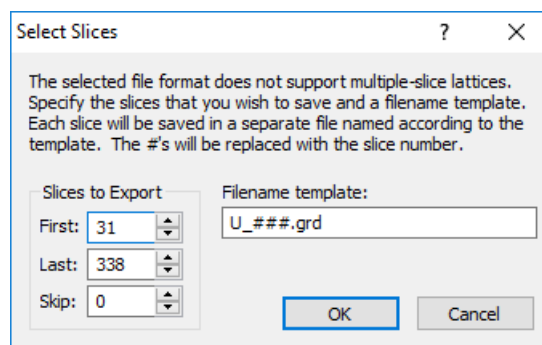 Select Slices ?
The selected file format does not support multiple-slice lattices.
Specify the slices that you wish to save and a filename template.
Each slice will be saved in a separate file named according to the
template. The #'s will be replaced with the slice number.
Slices to Export
First: 31
Last: 338
Skip: 0
Filename template:
U_###.grd
OK Cancel